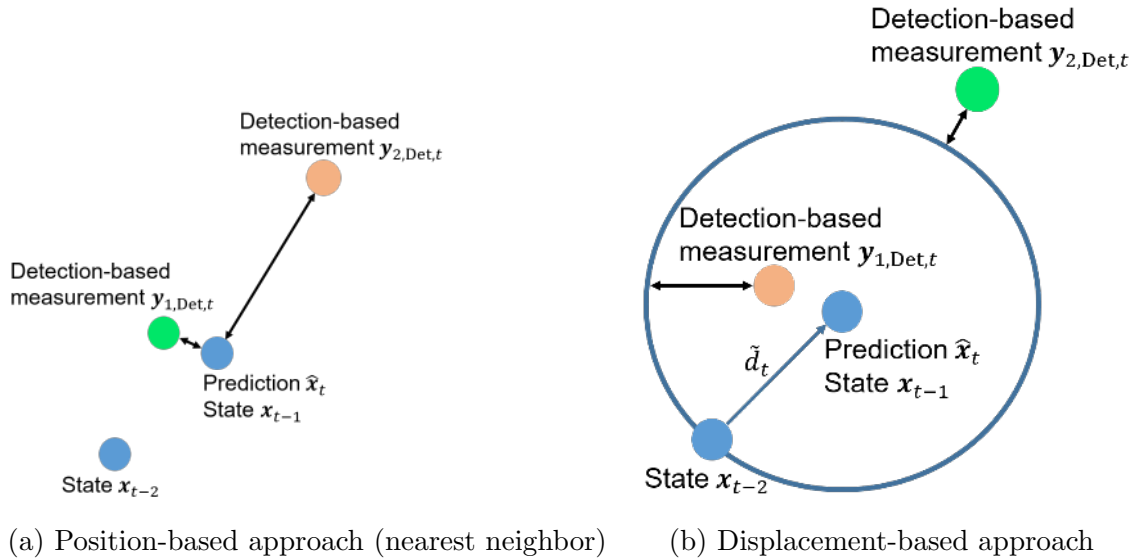 Detection-based
measurement 𝒚₂,Det,𝑡
Detection-based
measurement 𝒚₁,Det,𝑡
Prediction 𝒙̂𝑡
State 𝒙𝑡₋₁
State 𝒙𝑡₋₂
(a) Position-based approach (nearest neighbor)
Detection-based
measurement 𝒚₂,Det,𝑡
Detection-based
measurement 𝒚₁,Det,𝑡
d̃𝑡
Prediction 𝒙̂𝑡
State 𝒙𝑡₋₁
State 𝒙𝑡₋₂
(b) Displacement-based approach